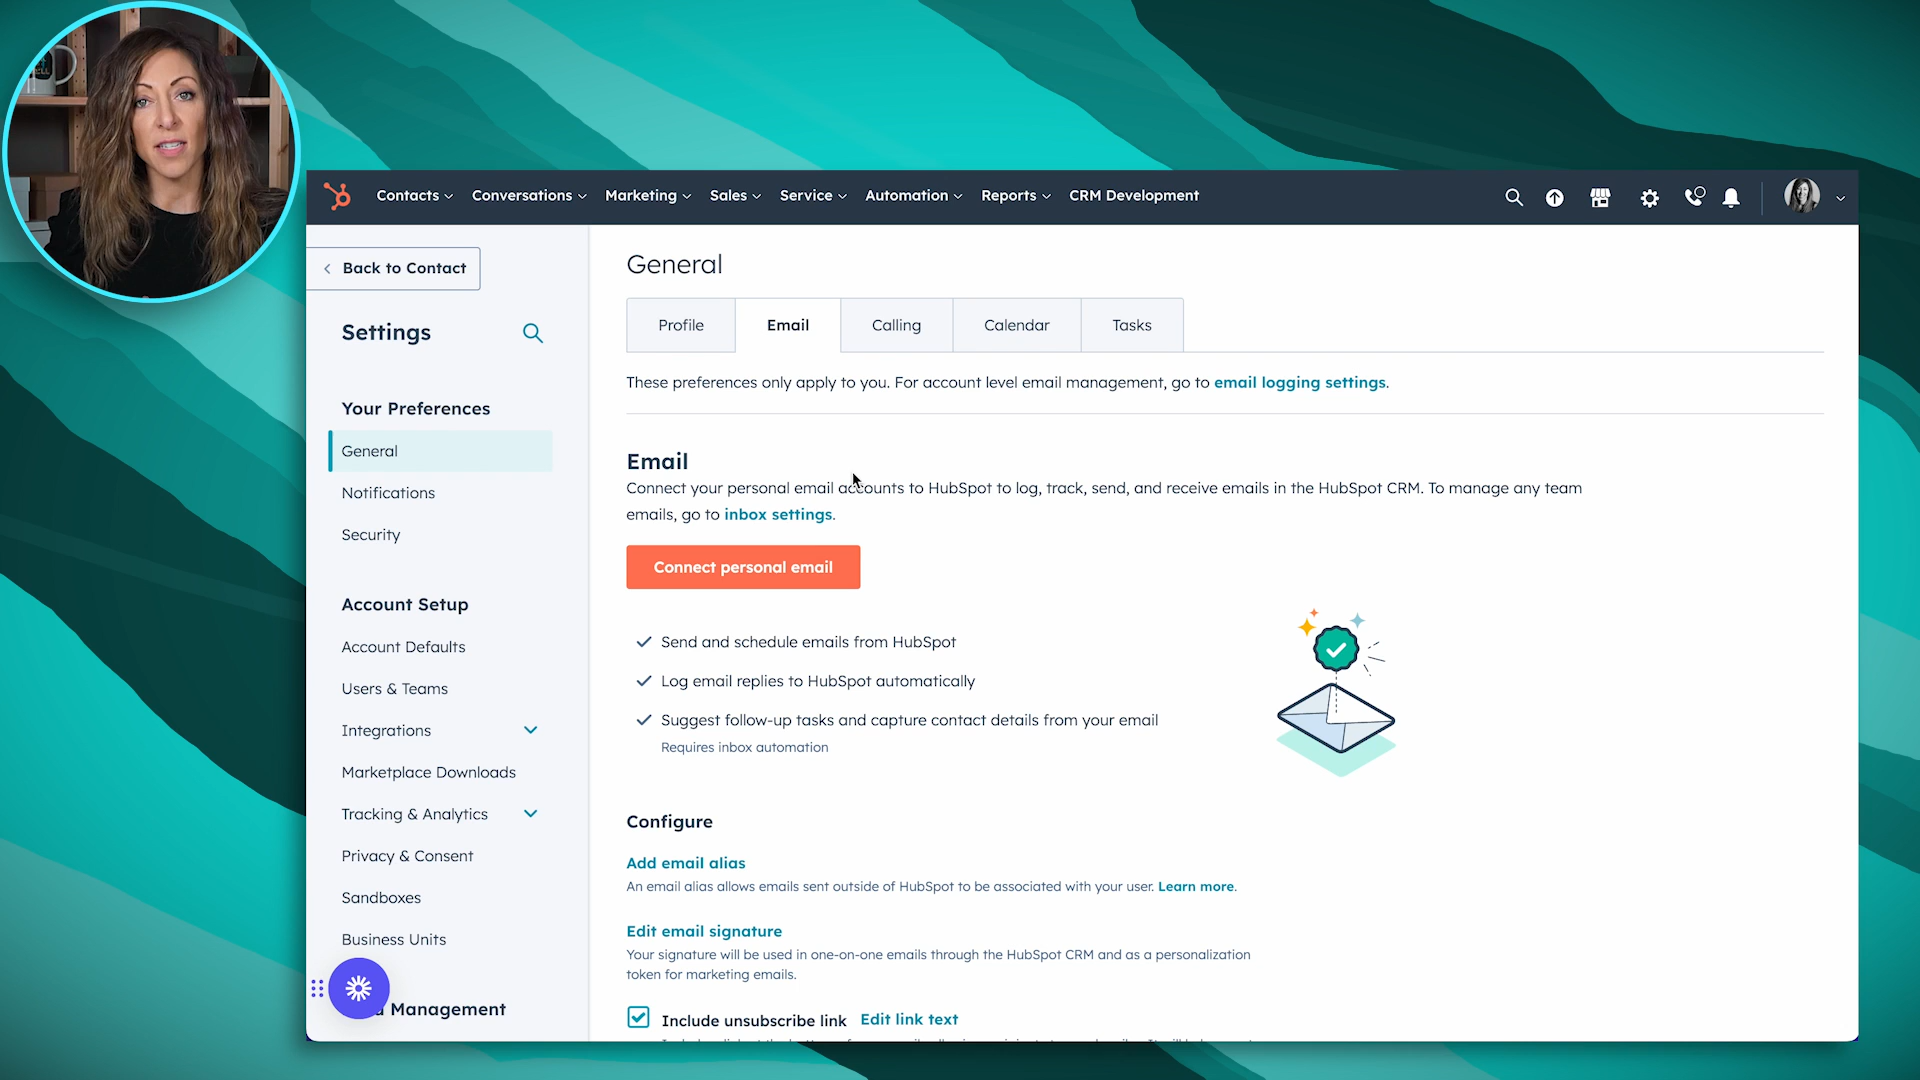 Contacts
Conversations
Marketing
Sales
Service
Automation
Reports
CRM Development
Back to Contact
Settings
Your Preferences
General
Notifications
Security
Account Setup
Account Defaults
Users & Teams
Integrations
Marketplace Downloads
Tracking & Analytics
Privacy & Consent
Sandboxes
Business Units
Management
General
Profile
Email
Calling
Calendar
Tasks
These preferences only apply to you. For account level email management, go to email logging settings.
Email
Connect your personal email accounts to HubSpot to log, track, send, and receive emails in the HubSpot CRM. To manage any team
emails, go to inbox settings.
Connect personal email
Send and schedule emails from HubSpot
Log email replies to HubSpot automatically
Suggest follow-up tasks and capture contact details from your email
Requires inbox automation
Configure
Add email alias
An email alias allows emails sent outside of HubSpot to be associated with your user. Learn more.
Edit email signature
Your signature will be used in one-on-one emails through the HubSpot CRM and as a personalization
token for marketing emails.
Include unsubscribe link Edit link text